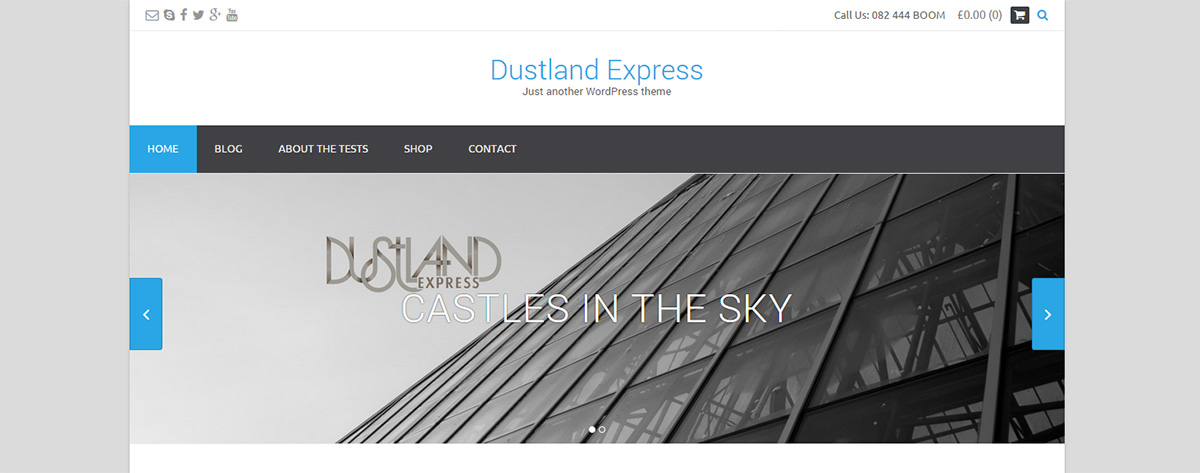 Call Us: 082 444 BOOM £0.00 (0)
Dustland Express
Just another WordPress theme
HOME BLOG ABOUT THE TESTS SHOP CONTACT
DUSTLAND
EXPRESS
CASTLES IN THE SKY